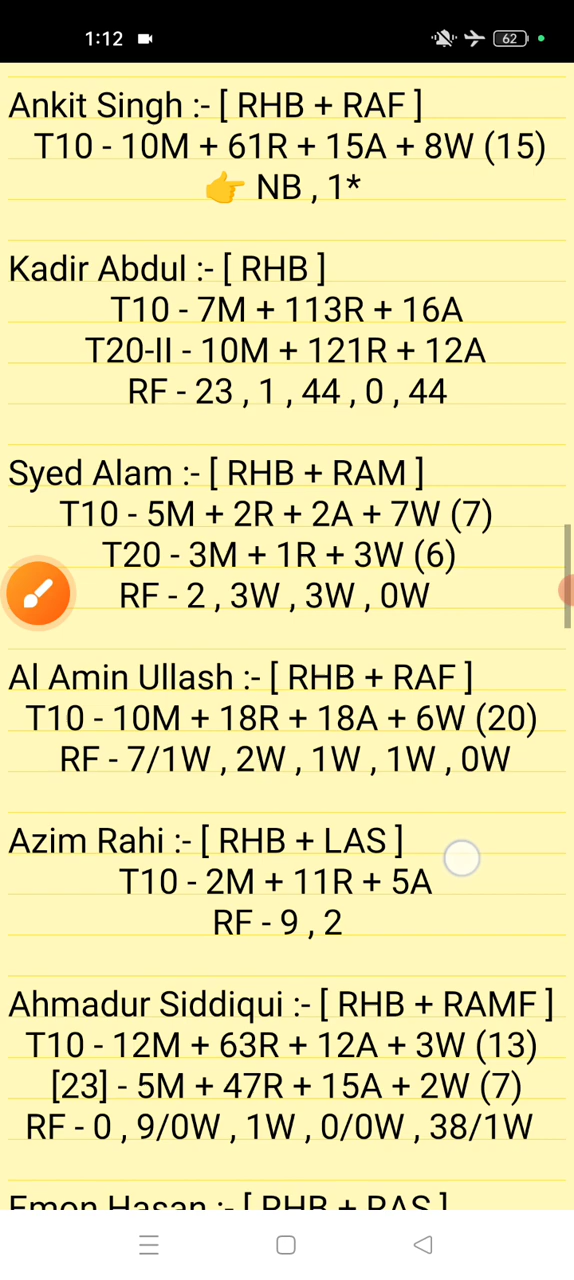 1:12
62
Ankit Singh :- [ RHB + RAF ]
T10 - 10M + 61R + 15A + 8W (15)
👉 NB , 1*
Kadir Abdul :- [ RHB ]
T10 - 7M + 113R + 16A
T20-II - 10M + 121R + 12A
RF - 23 , 1 , 44 , 0 , 44
Syed Alam :- [ RHB + RAM ]
T10 - 5M + 2R + 2A + 7W (7)
T20 - 3M + 1R + 3W (6)
RF - 2 , 3W , 3W , 0W
Al Amin Ullash :- [ RHB + RAF ]
T10 - 10M + 18R + 18A + 6W (20)
RF - 7/1W , 2W , 1W , 1W , 0W
Azim Rahi :- [ RHB + LAS ]
T10 - 2M + 11R + 5A
RF - 9 , 2
Ahmadur Siddiqui :- [ RHB + RAMF ]
T10 - 12M + 63R + 12A + 3W (13)
[23] - 5M + 47R + 15A + 2W (7)
RF - 0 , 9/0W , 1W , 0/0W , 38/1W
Emon Hasan :- [ RHB + RAS ]